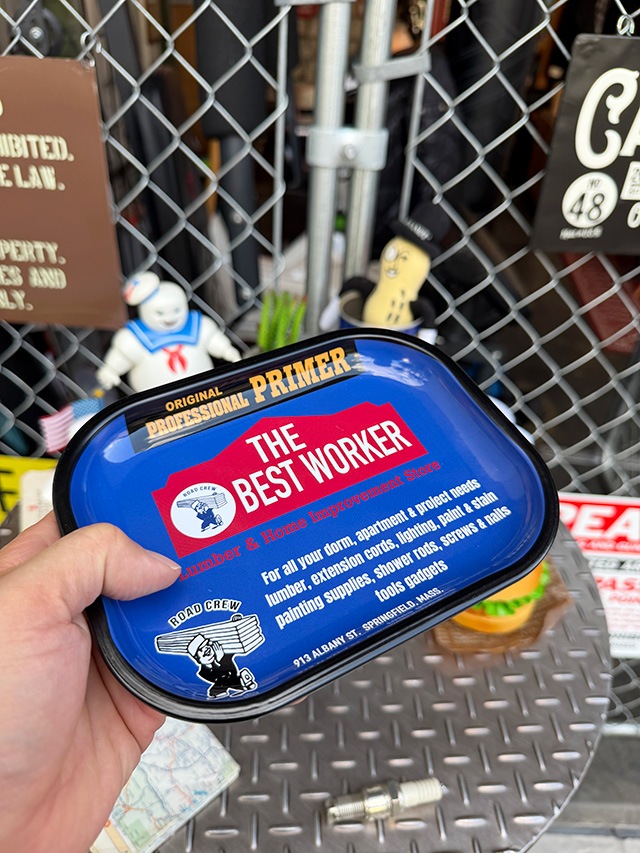 IBITED.
E LAW.
PERTY.
ES AND
LY.
48
ORIGINAL
PROFESSIONAL PRIMER
THE
BEST WORKER
ROAD CREW
Lumber & Home Improvement Store
For all your dorm, apartment & project needs
lumber, extension cords, lighting, paint & stain
painting supplies, shower rods, screws & nails
tools gadgets
913 ALBANY ST. SPRINGFIELD, MASS.
ROAD CREW
PEA